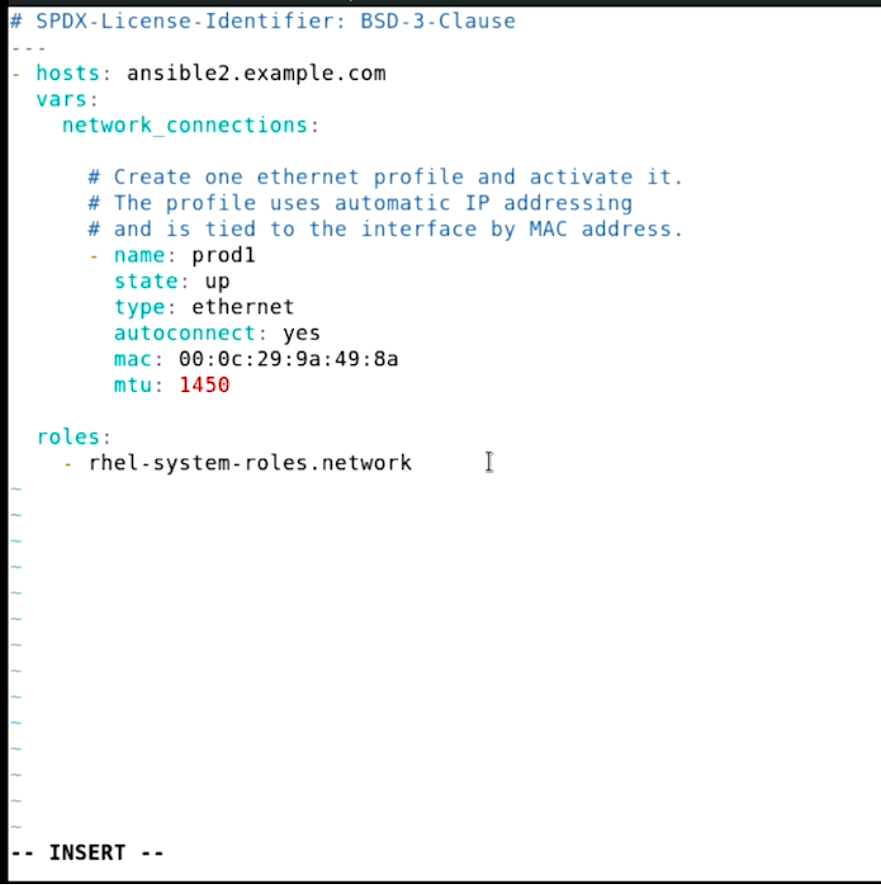 # SPDX-License-Identifier: BSD-3-Clause
---
- hosts: ansible2.example.com
  vars:
    network_connections:

      # Create one ethernet profile and activate it.
      # The profile uses automatic IP addressing
      # and is tied to the interface by MAC address.
      - name: prod1
        state: up
        type: ethernet
        autoconnect: yes
        mac: 00:0c:29:9a:49:8a
        mtu: 1450

  roles:
    - rhel-system-roles.network
~
~
~
~
~
~
~
~
~
~
~
~
~
~
-- INSERT --